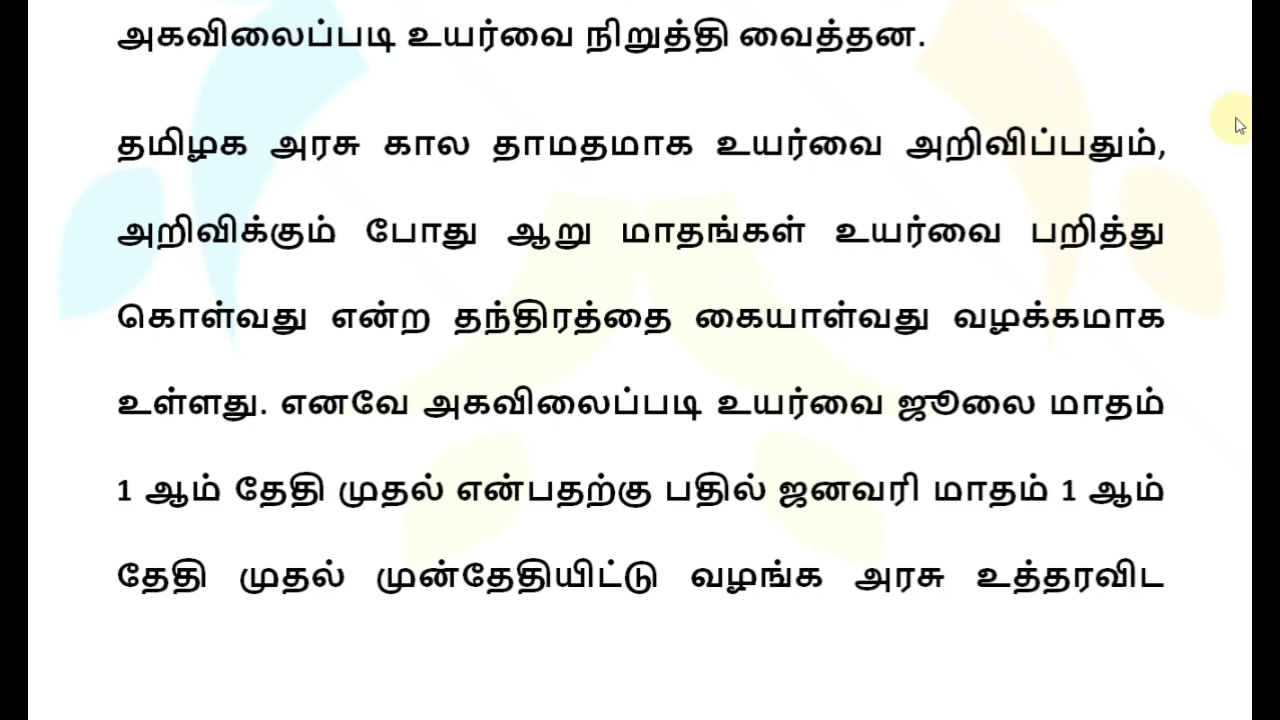 அகவிலைப்படி உயர்வை நிறுத்தி வைத்தன.
தமிழக அரசு கால தாமதமாக உயர்வை அறிவிப்பதும்,
அறிவிக்கும் போது ஆறு மாதங்கள் உயர்வை பறித்து
கொள்வது என்ற தந்திரத்தை கையாள்வது வழக்கமாக
உள்ளது. எனவே அகவிலைப்படி உயர்வை ஜூலை மாதம்
1 ஆம் தேதி முதல் என்பதற்கு பதில் ஜனவரி மாதம் 1 ஆம்
தேதி முதல் முன்தேதியிட்டு வழங்க அரசு உத்தரவிட